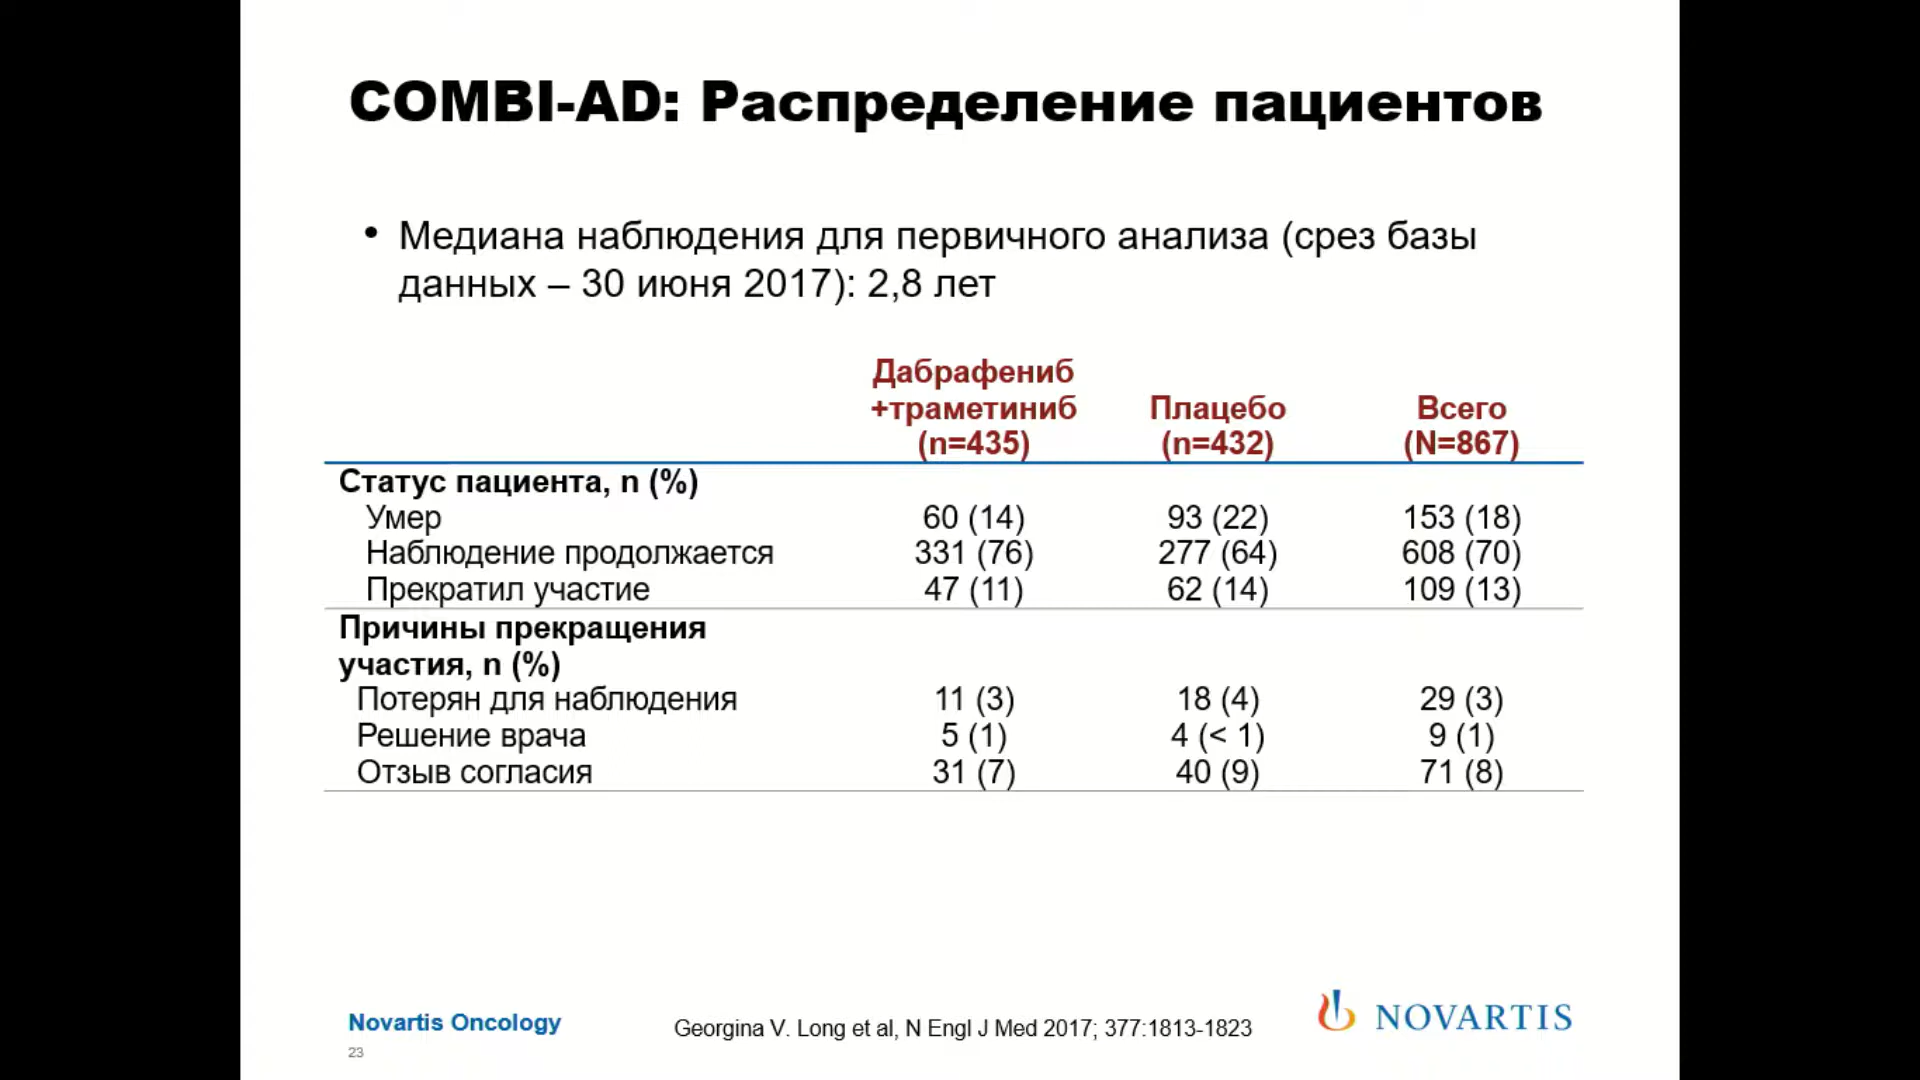 COMBI-AD: Распределение пациентов
• Медиана наблюдения для первичного анализа (срез базы
данных – 30 июня 2017): 2,8 лет
Дабрафениб
+траметиниб
(n=435)
Плацебо
(n=432)
Всего
(N=867)
Статус пациента, n (%)
Умер 60 (14) 93 (22) 153 (18)
Наблюдение продолжается 331 (76) 277 (64) 608 (70)
Прекратил участие 47 (11) 62 (14) 109 (13)
Причины прекращения
участия, n (%)
Потерян для наблюдения 11 (3) 18 (4) 29 (3)
Решение врача 5 (1) 4 (< 1) 9 (1)
Отзыв согласия 31 (7) 40 (9) 71 (8)
Novartis Oncology
Georgina V. Long et al, N Engl J Med 2017; 377:1813-1823
NOVARTIS
23